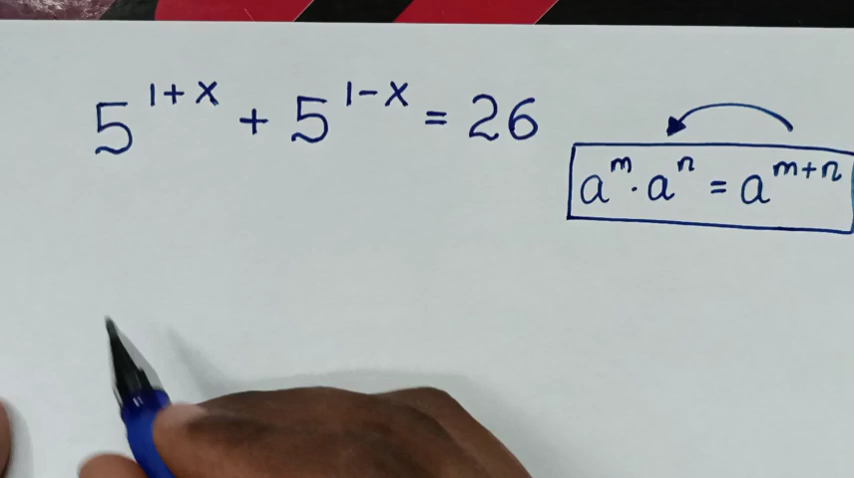 5^{1+x} + 5^{1-x} = 26
a^m · a^n = a^{m+n}